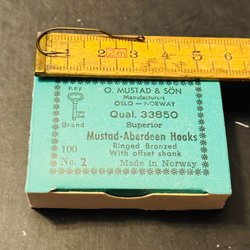 1 2 3 4 5 6
O. MUSTAD & SÖN
Manufacturers
OSLO — NORWAY
Key
Brand
Qual. 33850
Superior
Mustad-Aberdeen Hooks
Ringed Bronzed
With offset shank
100
No. 2
Made in Norway